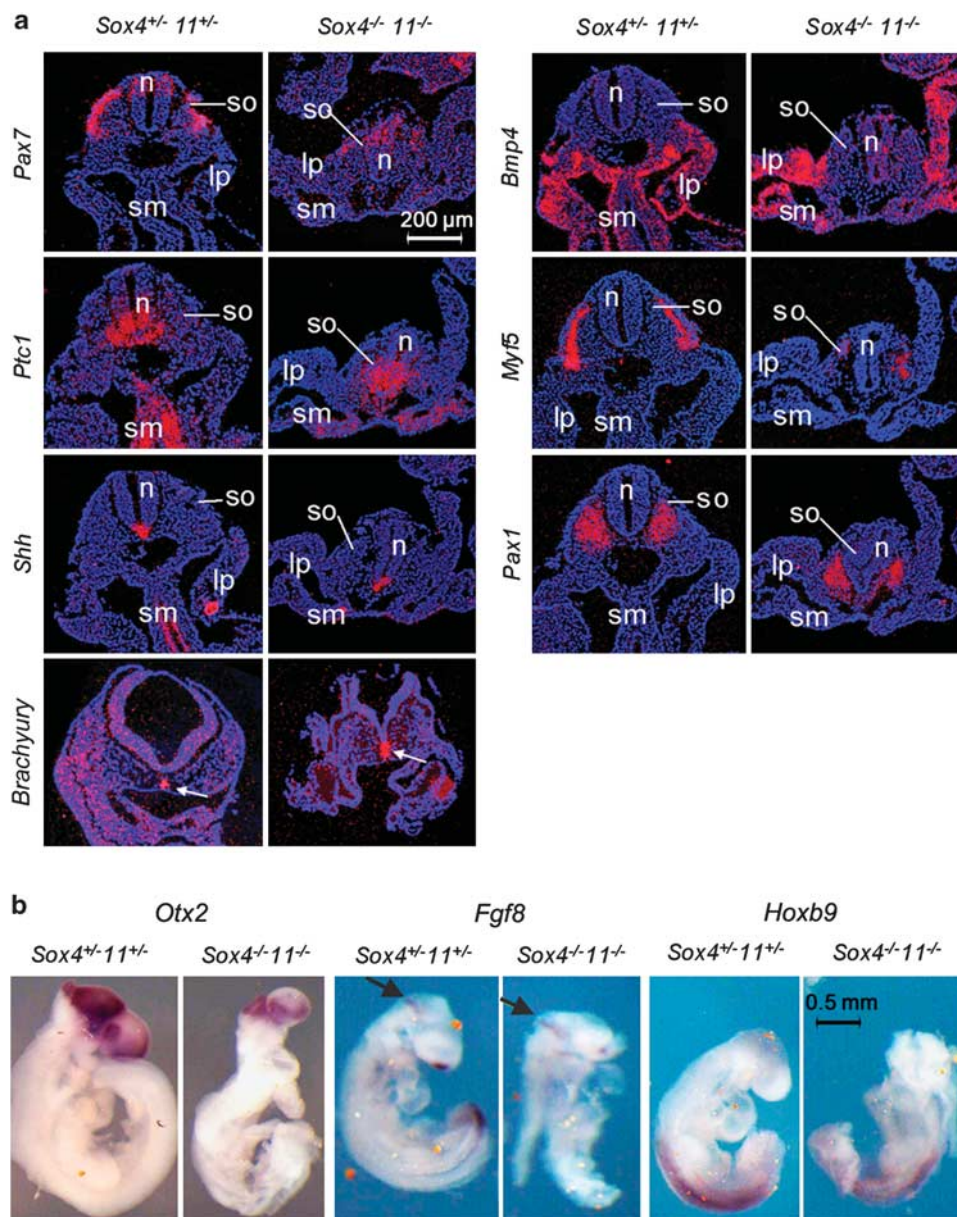 a
Sox4+/- 11+/- Sox4-/- 11-/- Sox4+/- 11+/- Sox4-/- 11-/-
Pax7
n
so
lp
sm
so
lp
n
sm
200 µm
Bmp4
n
so
lp
sm
so
lp
n
sm
Ptc1
n
so
sm
n
so
lp
sm
Myf5
n
so
lp
sm
so
n
lp
sm
Shh
n
so
lp
sm
so
n
lp
sm
Pax1
n
so
sm
lp
so
n
lp
sm
Brachyury
b
Otx2 Fgf8 Hoxb9
Sox4+/-11+/- Sox4-/-11-/- Sox4+/-11+/- Sox4-/-11-/- Sox4+/-11+/- Sox4-/-11-/-
0.5 mm